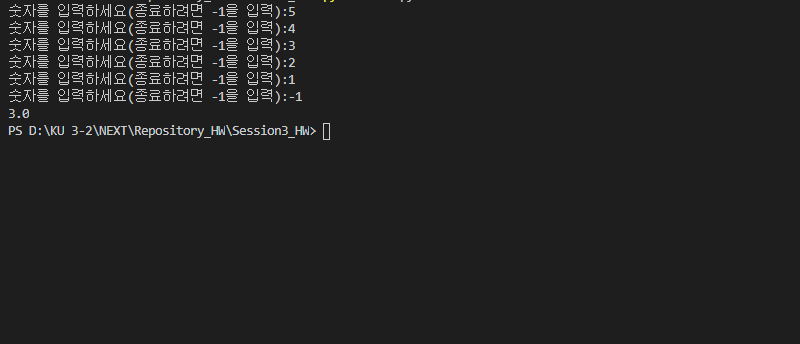 숫자를 입력하세요(종료하려면 -1을 입력):5
숫자를 입력하세요(종료하려면 -1을 입력):4
숫자를 입력하세요(종료하려면 -1을 입력):3
숫자를 입력하세요(종료하려면 -1을 입력):2
숫자를 입력하세요(종료하려면 -1을 입력):1
숫자를 입력하세요(종료하려면 -1을 입력):-1
3.0
PS D:\KU 3-2\NEXT\Repository_HW\Session3_HW>